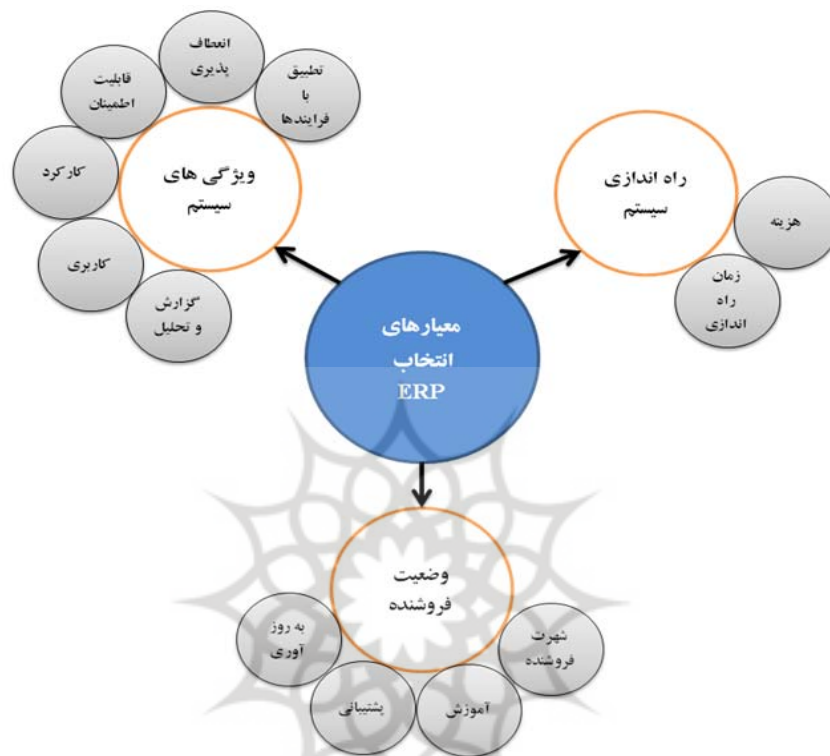 انعطاف
پذیری
تطبیق
با
فرایندها
قابلیت
اطمینان
کارکرد
کاربری
گزارش
و تحلیل
ویژگی های
سیستم
راه اندازی
سیستم
هزینه
زمان
راه
اندازی
معیارهای
انتخاب
ERP
وضعیت
فروشنده
شهرت
فروشنده
آموزش
پشتیبانی
به روز
آوری